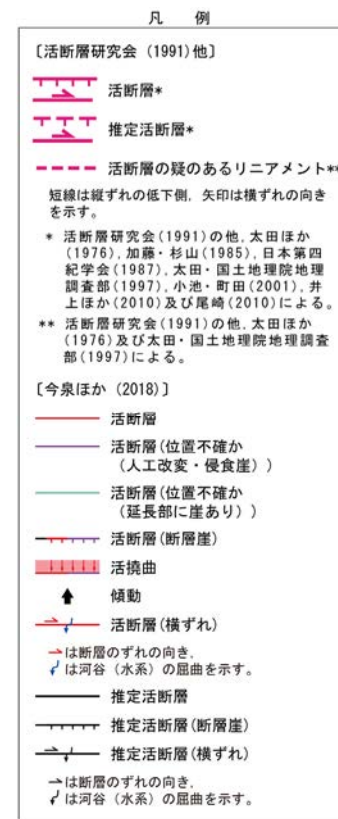 凡 例
〔活断層研究会 (1991)他〕
活断層*
推定活断層*
活断層の疑のあるリニアメント**
短線は縦ずれの低下側，矢印は横ずれの向き
を示す。
* 活断層研究会(1991)の他, 太田ほか
(1976), 加藤・杉山(1985), 日本第四
紀学会(1987), 太田・国土地理院地理
調査部(1997), 小池・町田(2001), 井
上ほか(2010)及び尾崎(2010)による。
** 活断層研究会(1991)の他, 太田ほか
(1976)及び太田・国土地理院地理調査
部(1997)による。
〔今泉ほか (2018)〕
活断層
活断層(位置不確か
(人工改変・侵食崖))
活断層(位置不確か
(延長部に崖あり))
活断層(断層崖)
活撓曲
傾動
活断層(横ずれ)
は断層のずれの向き,
は河谷（水系）の屈曲を示す。
推定活断層
推定活断層(断層崖)
推定活断層(横ずれ)
は断層のずれの向き,
は河谷（水系）の屈曲を示す。